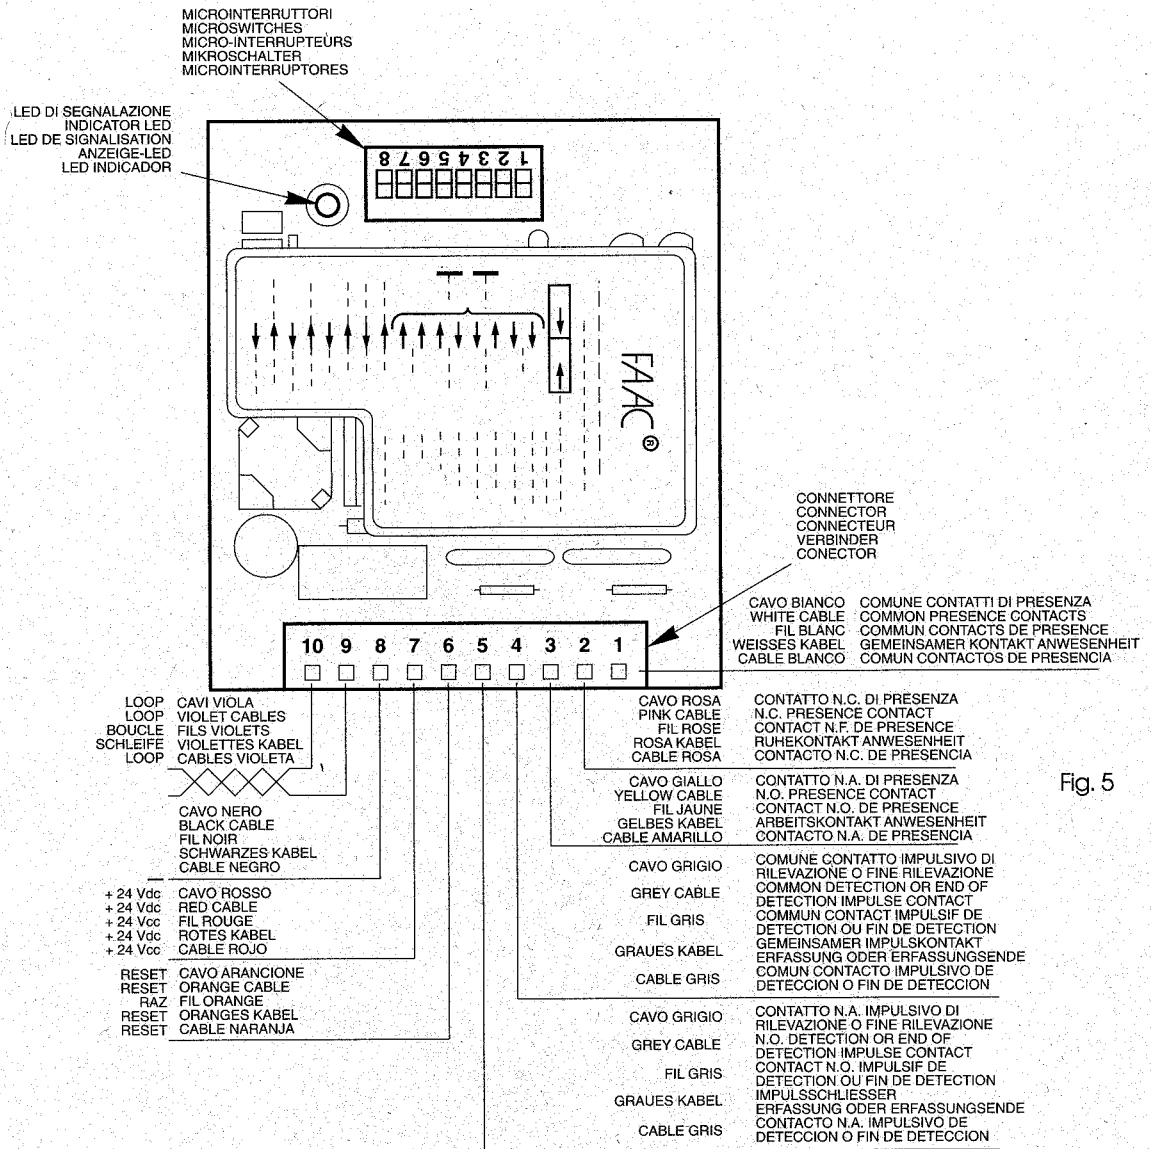 MICROINTERRUTTORI
MICROSWITCHES
MICRO-INTERRUPTEURS
MIKROSCHALTER
MICROINTERRUPTORES
LED DI SEGNALAZIONE
INDICATOR LED
LED DE SIGNALISATION
ANZEIGE-LED
LED INDICADOR
8 7 6 5 4 3 2 1
FAAC ®
CONNETTORE
CONNECTOR
CONNECTEUR
VERBINDER
CONECTOR
CAVO BIANCO COMUNE CONTATTI DI PRESENZA
WHITE CABLE COMMON PRESENCE CONTACTS
FIL BLANC COMMUN CONTACTS DE PRESENCE
WEISSES KABEL GEMEINSAMER KONTAKT ANWESENHEIT
CABLE BLANCO COMUN CONTACTOS DE PRESENCIA
10 9 8 7 6 5 4 3 2 1
LOOP CAVI VIOLA
LOOP VIOLET CABLES
BOUCLE FILS VIOLETS
SCHLEIFE VIOLETTES KABEL
LOOP CABLES VIOLETA
CAVO NERO
BLACK CABLE
FIL NOIR
SCHWARZES KABEL
CABLE NEGRO
+ 24 Vdc CAVO ROSSO
+ 24 Vdc RED CABLE
+ 24 Vcc FIL ROUGE
+ 24 Vdc ROTES KABEL
+ 24 Vcc CABLE ROJO
RESET CAVO ARANCIONE
RESET ORANGE CABLE
RAZ FIL ORANGE
RESET ORANGES KABEL
RESET CABLE NARANJA
CAVO ROSA CONTATTO N.C. DI PRESENZA
PINK CABLE N.C. PRESENCE CONTACT
FIL ROSE CONTACT N.F. DE PRESENCE
ROSA KABEL RUHEKONTAKT ANWESENHEIT
CABLE ROSA CONTACTO N.C. DE PRESENCIA
CAVO GIALLO CONTATTO N.A. DI PRESENZA
YELLOW CABLE N.O. PRESENCE CONTACT
FIL JAUNE CONTACT N.O. DE PRESENCE
GELBES KABEL ARBEITSKONTAKT ANWESENHEIT
CABLE AMARILLO CONTACTO N.A. DE PRESENCIA
Fig. 5
CAVO GRIGIO COMUNE CONTATTO IMPULSIVO DI
RILEVAZIONE O FINE RILEVAZIONE
GREY CABLE COMMON DETECTION OR END OF
DETECTION IMPULSE CONTACT
FIL GRIS COMMUN CONTACT IMPULSIF DE
DETECTION OU FIN DE DETECTION
GRAUES KABEL GEMEINSAMER IMPULSKONTAKT
ERFASSUNG ODER ERFASSUNGSENDE
CABLE GRIS COMUN CONTACTO IMPULSIVO DE
DETECCION O FIN DE DETECCION
CAVO GRIGIO CONTATTO N.A. IMPULSIVO DI
RILEVAZIONE O FINE RILEVAZIONE
GREY CABLE N.O. DETECTION OR END OF
DETECTION IMPULSE CONTACT
FIL GRIS CONTACT N.O. IMPULSIF DE
DETECTION OU FIN DE DETECTION
GRAUES KABEL IMPULSSCHLIESSER
ERFASSUNG ODER ERFASSUNGSENDE
CABLE GRIS CONTACTO N.A. IMPULSIVO DE
DETECCION O FIN DE DETECCION